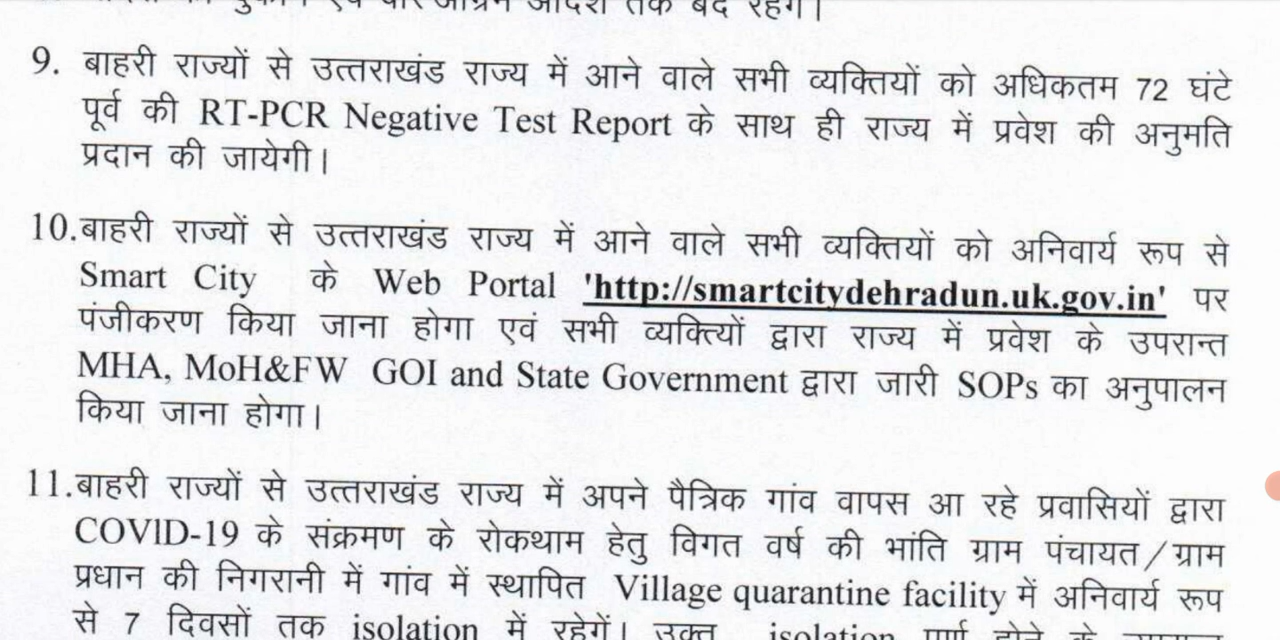 आदेश तक बंद रहेंगे।
9. बाहरी राज्यों से उत्तराखंड राज्य में आने वाले सभी व्यक्तियों को अधिकतम 72 घंटे
पूर्व की RT-PCR Negative Test Report के साथ ही राज्य में प्रवेश की अनुमति
प्रदान की जायेगी।
10. बाहरी राज्यों से उत्तराखंड राज्य में आने वाले सभी व्यक्तियों को अनिवार्य रूप से
Smart City के Web Portal 'http://smartcitydehradun.uk.gov.in' पर
पंजीकरण किया जाना होगा एवं सभी व्यक्त्यिों द्वारा राज्य में प्रवेश के उपरान्त
MHA, MoH&FW GOI and State Government द्वारा जारी SOPs का अनुपालन
किया जाना होगा।
11. बाहरी राज्यों से उत्तराखंड राज्य में अपने पैत्रिक गांव वापस आ रहे प्रवासियों द्वारा
COVID-19 के संक्रमण के रोकथाम हेतु विगत वर्ष की भांति ग्राम पंचायत/ग्राम
प्रधान की निगरानी में गांव में स्थापित Village quarantine facility में अनिवार्य रूप
से 7 दिवसों तक isolation में रहेगें। उक्त isolation पूर्ण होने के